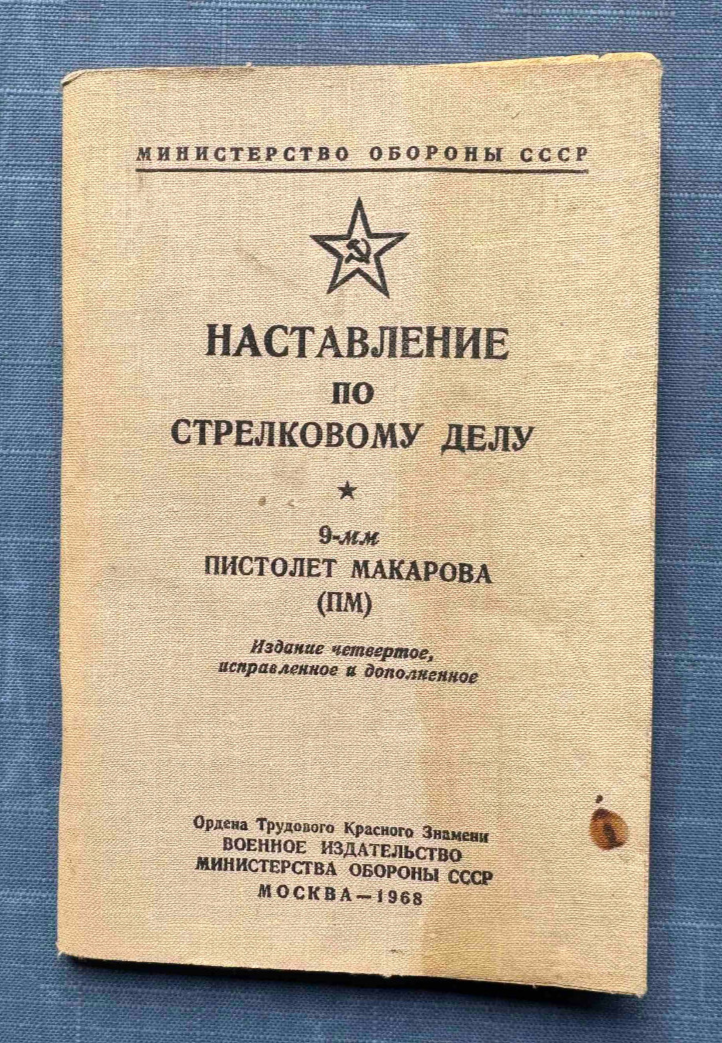 МИНИСТЕРСТВО ОБОРОНЫ СССР
НАСТАВЛЕНИЕ
ПО
СТРЕЛКОВОМУ ДЕЛУ
★
9-мм
ПИСТОЛЕТ МАКАРОВА
(ПМ)
Издание четвертое,
исправленное и дополненное
Ордена Трудового Красного Знамени
ВОЕННОЕ ИЗДАТЕЛЬСТВО
МИНИСТЕРСТВА ОБОРОНЫ СССР
МОСКВА—1968